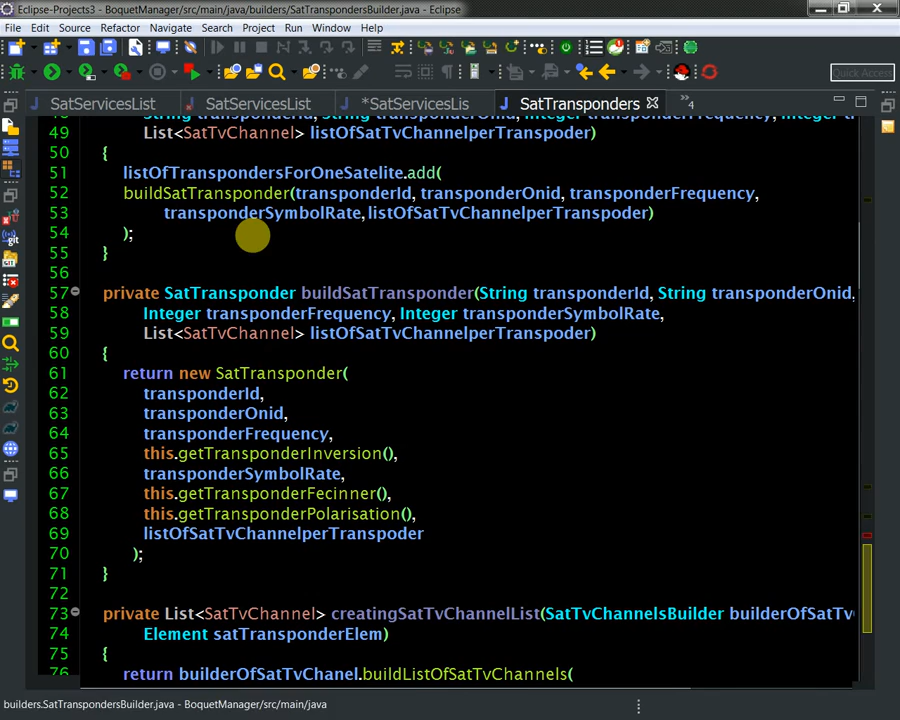 Eclipse-Projects3 - BoquetManager/src/main/java/builders/SatTranspondersBuilder.java - Eclipse
File Edit Source Refactor Navigate Search Project Run Window Help
Quick Access
SatServicesList SatServicesList *SatServicesLis SatTransponders 4
49 List<SatTvChannel> listOfSatTvChannelperTranspoder)
50 {
51 listOfTranspondersForOneSatelite.add(
52 buildSatTransponder(transponderId, transponderOnid, transponderFrequency,
53 transponderSymbolRate,listOfSatTvChannelperTranspoder)
54 );
55 }
56
57 private SatTransponder buildSatTransponder(String transponderId, String transponderOnid,
58 Integer transponderFrequency, Integer transponderSymbolRate,
59 List<SatTvChannel> listOfSatTvChannelperTranspoder)
60 {
61 return new SatTransponder(
62 transponderId,
63 transponderOnid,
64 transponderFrequency,
65 this.getTransponderInversion(),
66 transponderSymbolRate,
67 this.getTransponderFecinner(),
68 this.getTransponderPolarisation(),
69 listOfSatTvChannelperTranspoder
70 );
71 }
72
73 private List<SatTvChannel> creatingSatTvChannelList(SatTvChannelsBuilder builderOfSatTv
74 Element satTransponderElem)
75 {
76 return builderOfSatTvChanel.buildListOfSatTvChannels(
builders.SatTranspondersBuilder.java - BoquetManager/src/main/java